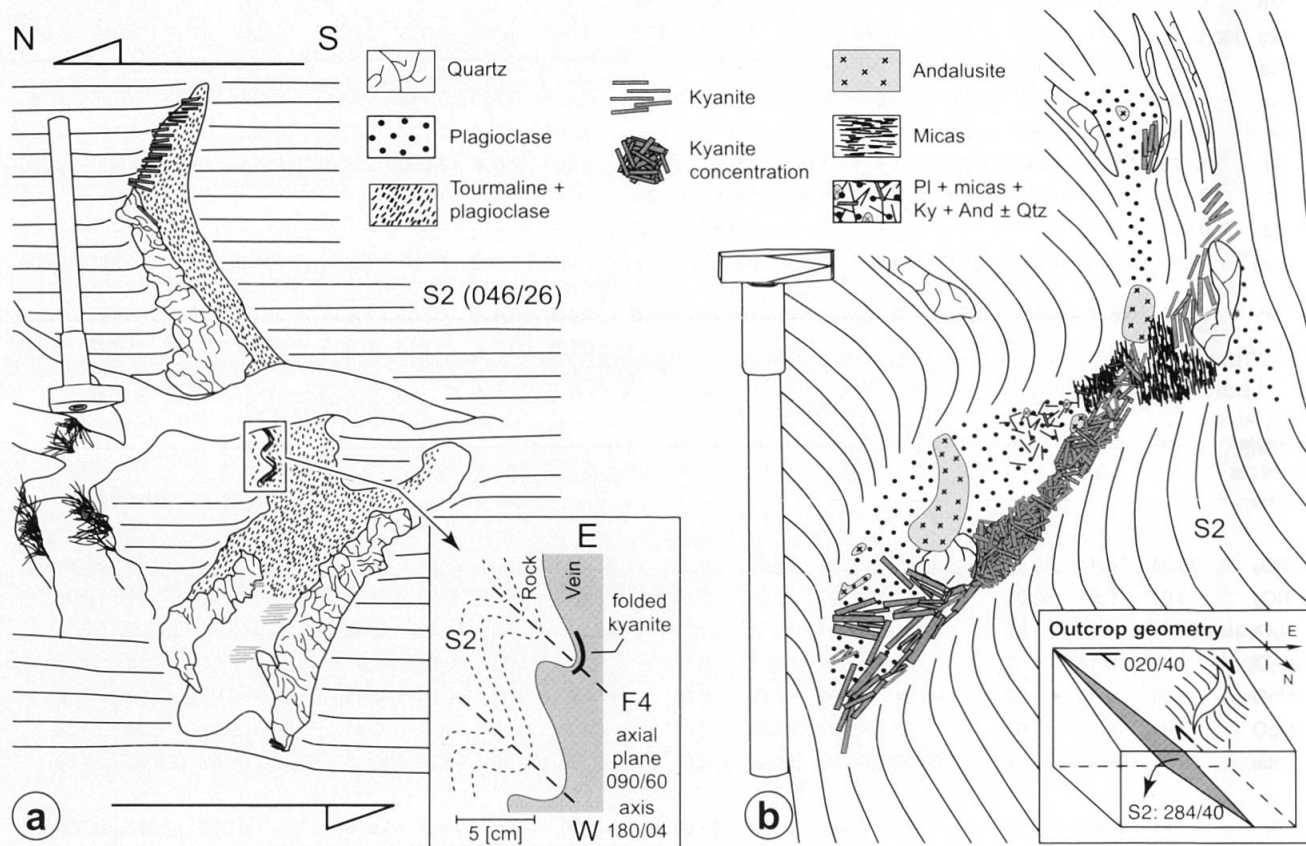 N
S
Quartz
Plagioclase
Tourmaline +
plagioclase
Kyanite
Kyanite
concentration
Andalusite
Micas
Pl + micas +
Ky + And ± Qtz
S2 (046/26)
E
Rock
Vein
folded
kyanite
S2
F4
axial
plane
090/60
axis
180/04
5 [cm]
W
a
S2
Outcrop geometry
E
N
020/40
S2: 284/40
b